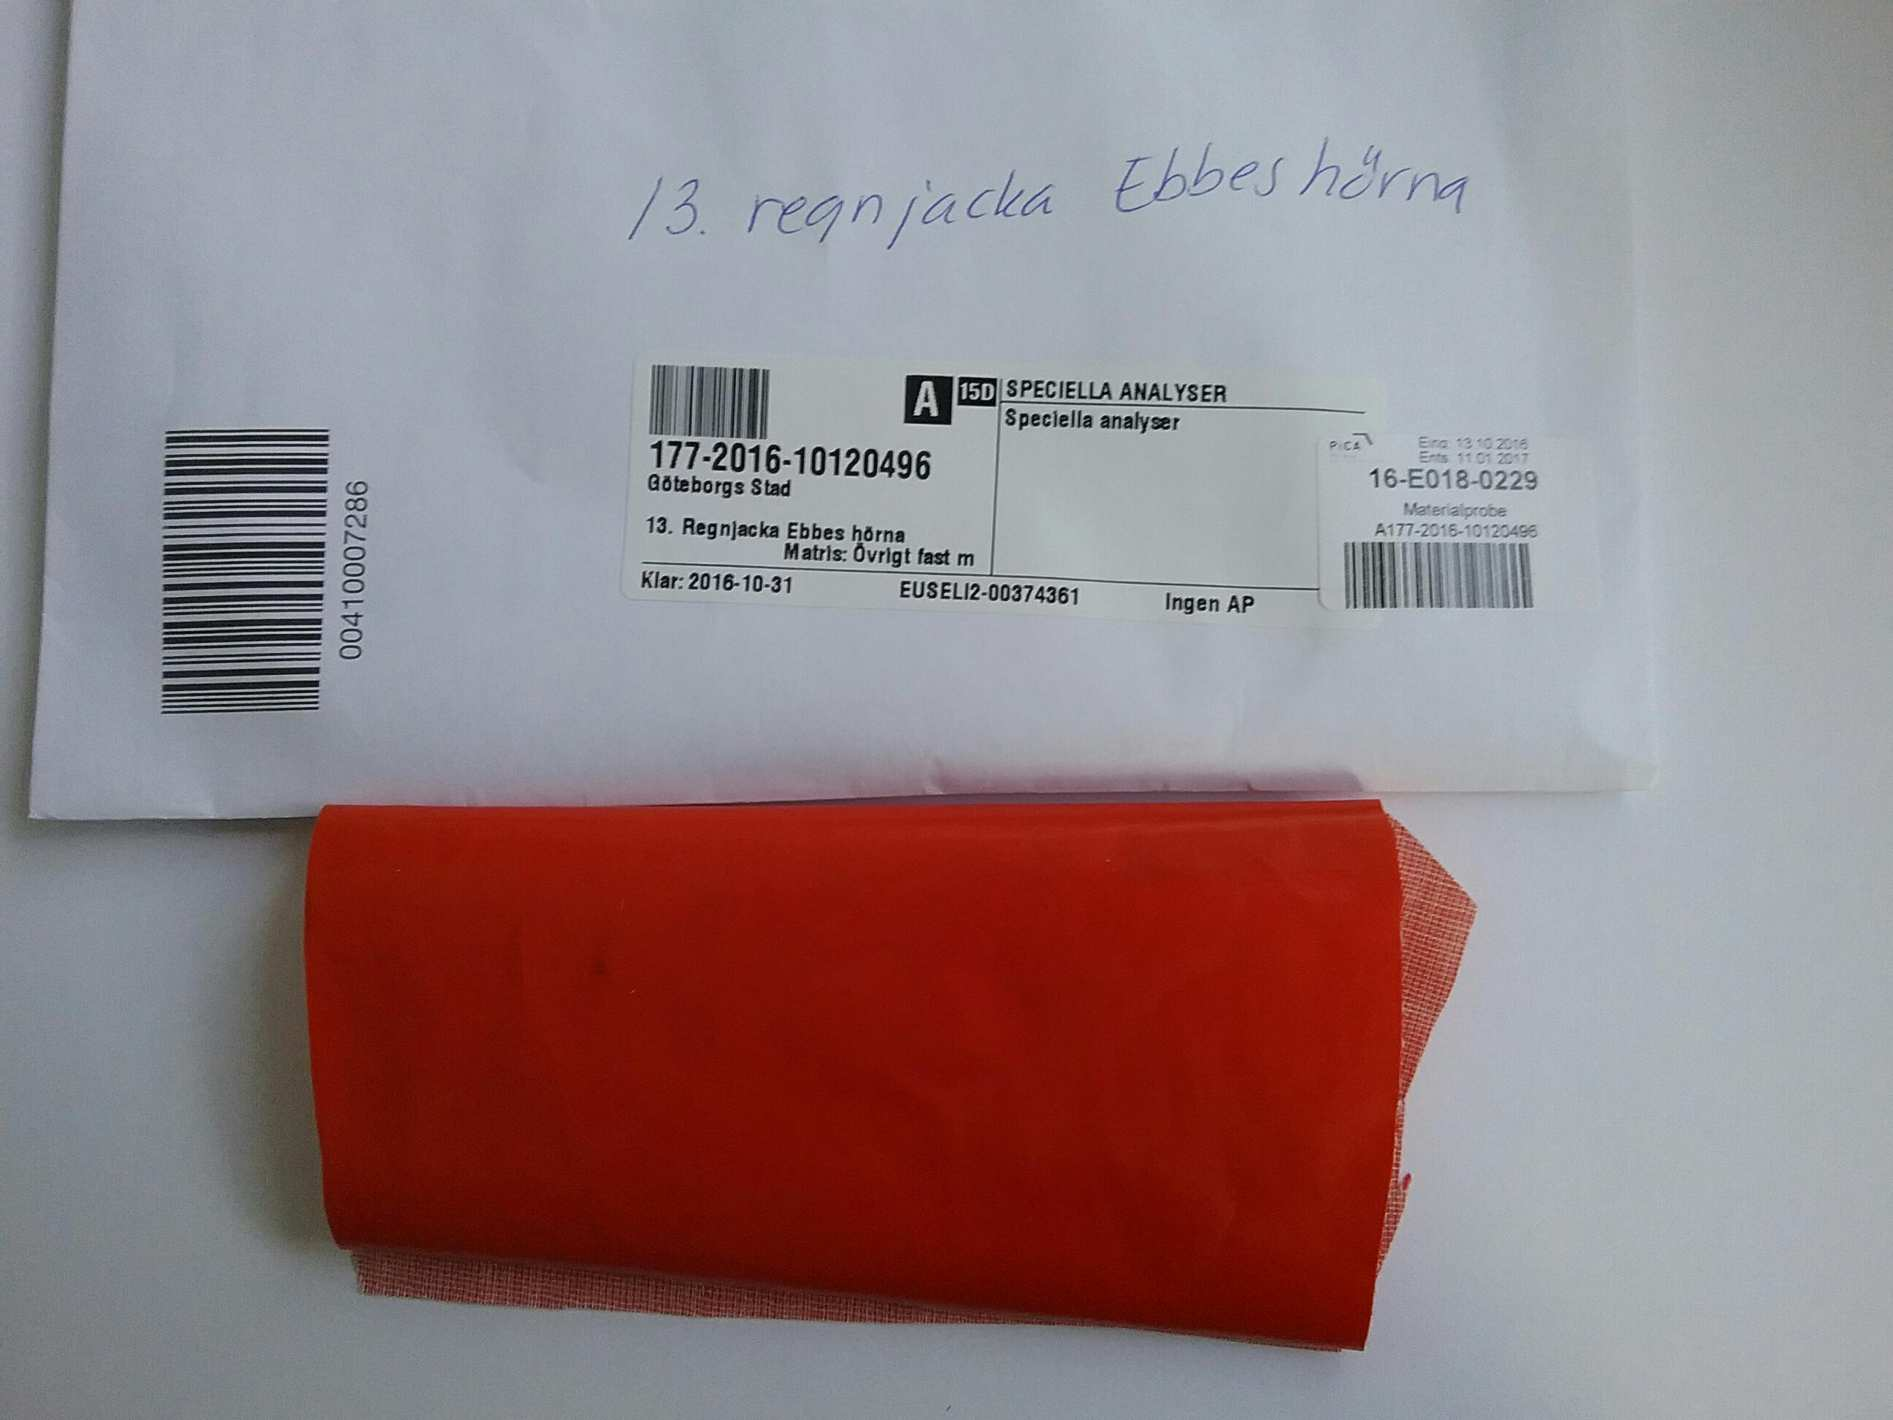 13. regnjacka Ebbes hörna
A 15D SPECIELLA ANALYSER
Speciella analyser
177-2016-10120496
Göteborgs Stad
13. Regnjacka Ebbes hörna
Matris: Övrigt fast m
Klar: 2016-10-31 EUSELI2-00374361 Ingen AP
PiCA
Eing: 13.10.2016
Ents. 11.01.2017
16-E018-0229
Materialprobe
A177-2016-10120496
00410007286